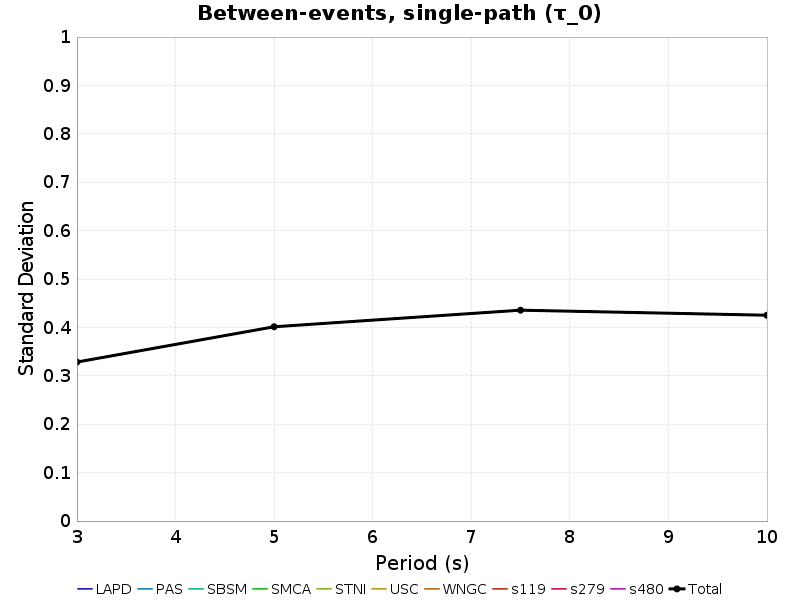 Between-events, single-path (τ_0)
1
0.9
0.8
0.7
0.6
0.5
0.4
0.3
0.2
0.1
0
Standard Deviation
3 4 5 6 7 8 9 10
Period (s)
LAPD PAS SBSM SMCA STNI USC WNGC s119 s279 s480 Total